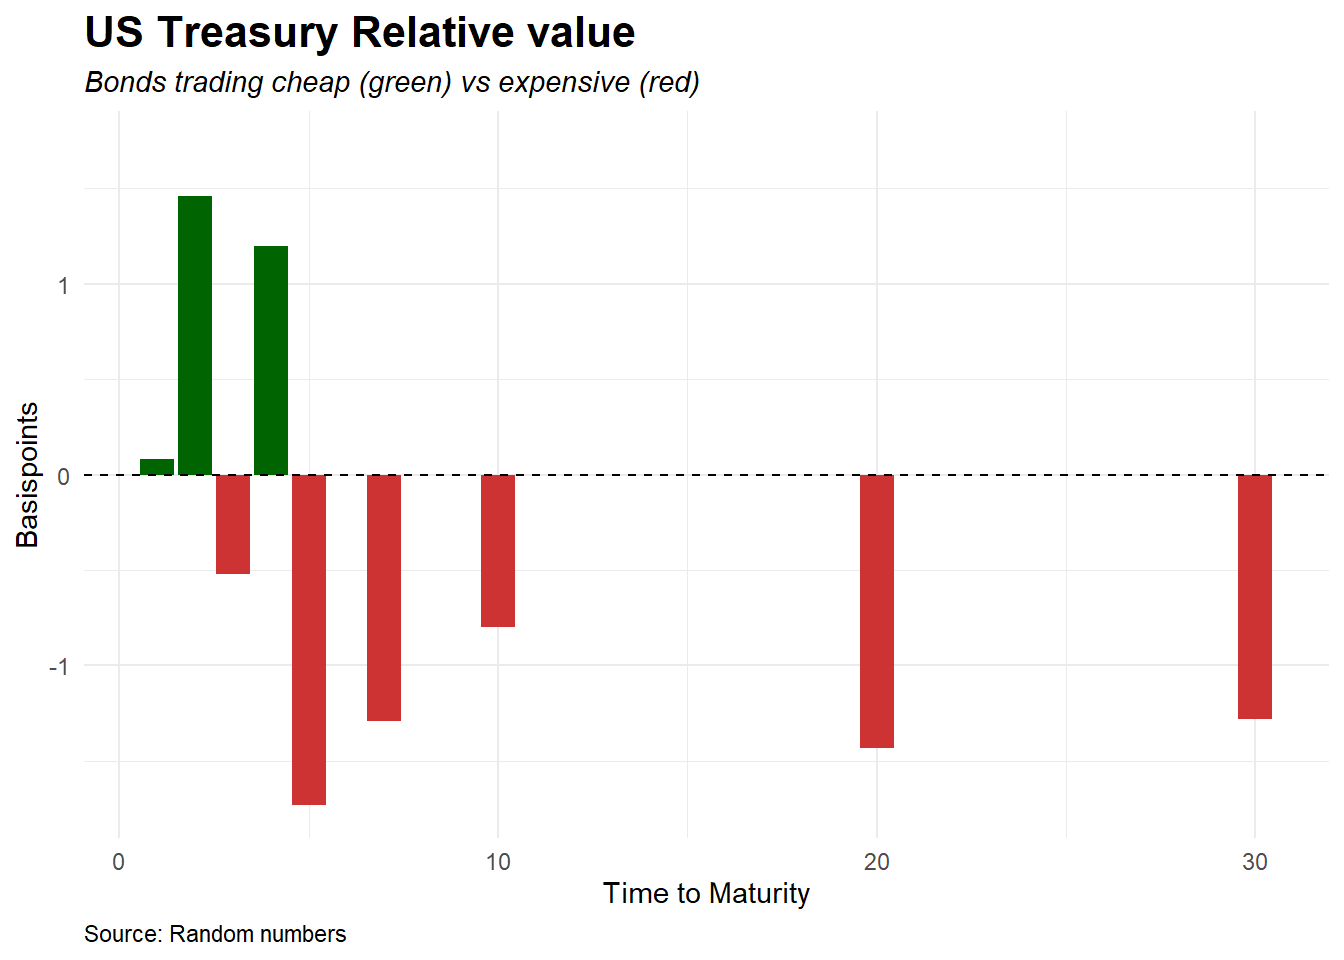 US Treasury Relative value
Bonds trading cheap (green) vs expensive (red)
Basispoints
1
0
-1
0 10 20 30
Time to Maturity
Source: Random numbers